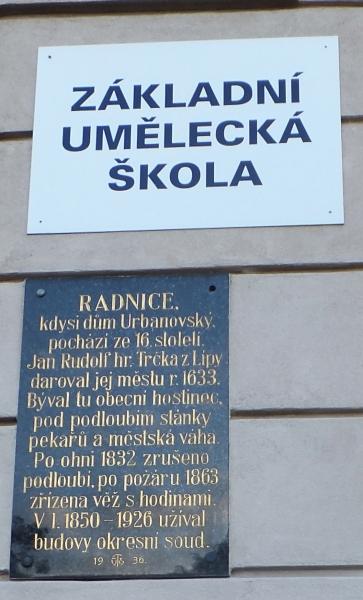 ZÁKLADNÍ
UMĚLECKÁ
ŠKOLA
RADNICE,
kdysi dům Urbanovský,
pochází ze 16. století.
Jan Rudolf hr. Trčka z Lípy
daroval jej městu r. 1633.
Býval tu obecní hostinec,
pod podloubím stánky
pekařů a městská váha.
Po ohni 1832 zrušeno
podloubí, po požáru 1863
zřízena věž s hodinami.
V l. 1850 – 1926 užíval
budovy okresní soud.
19 36.